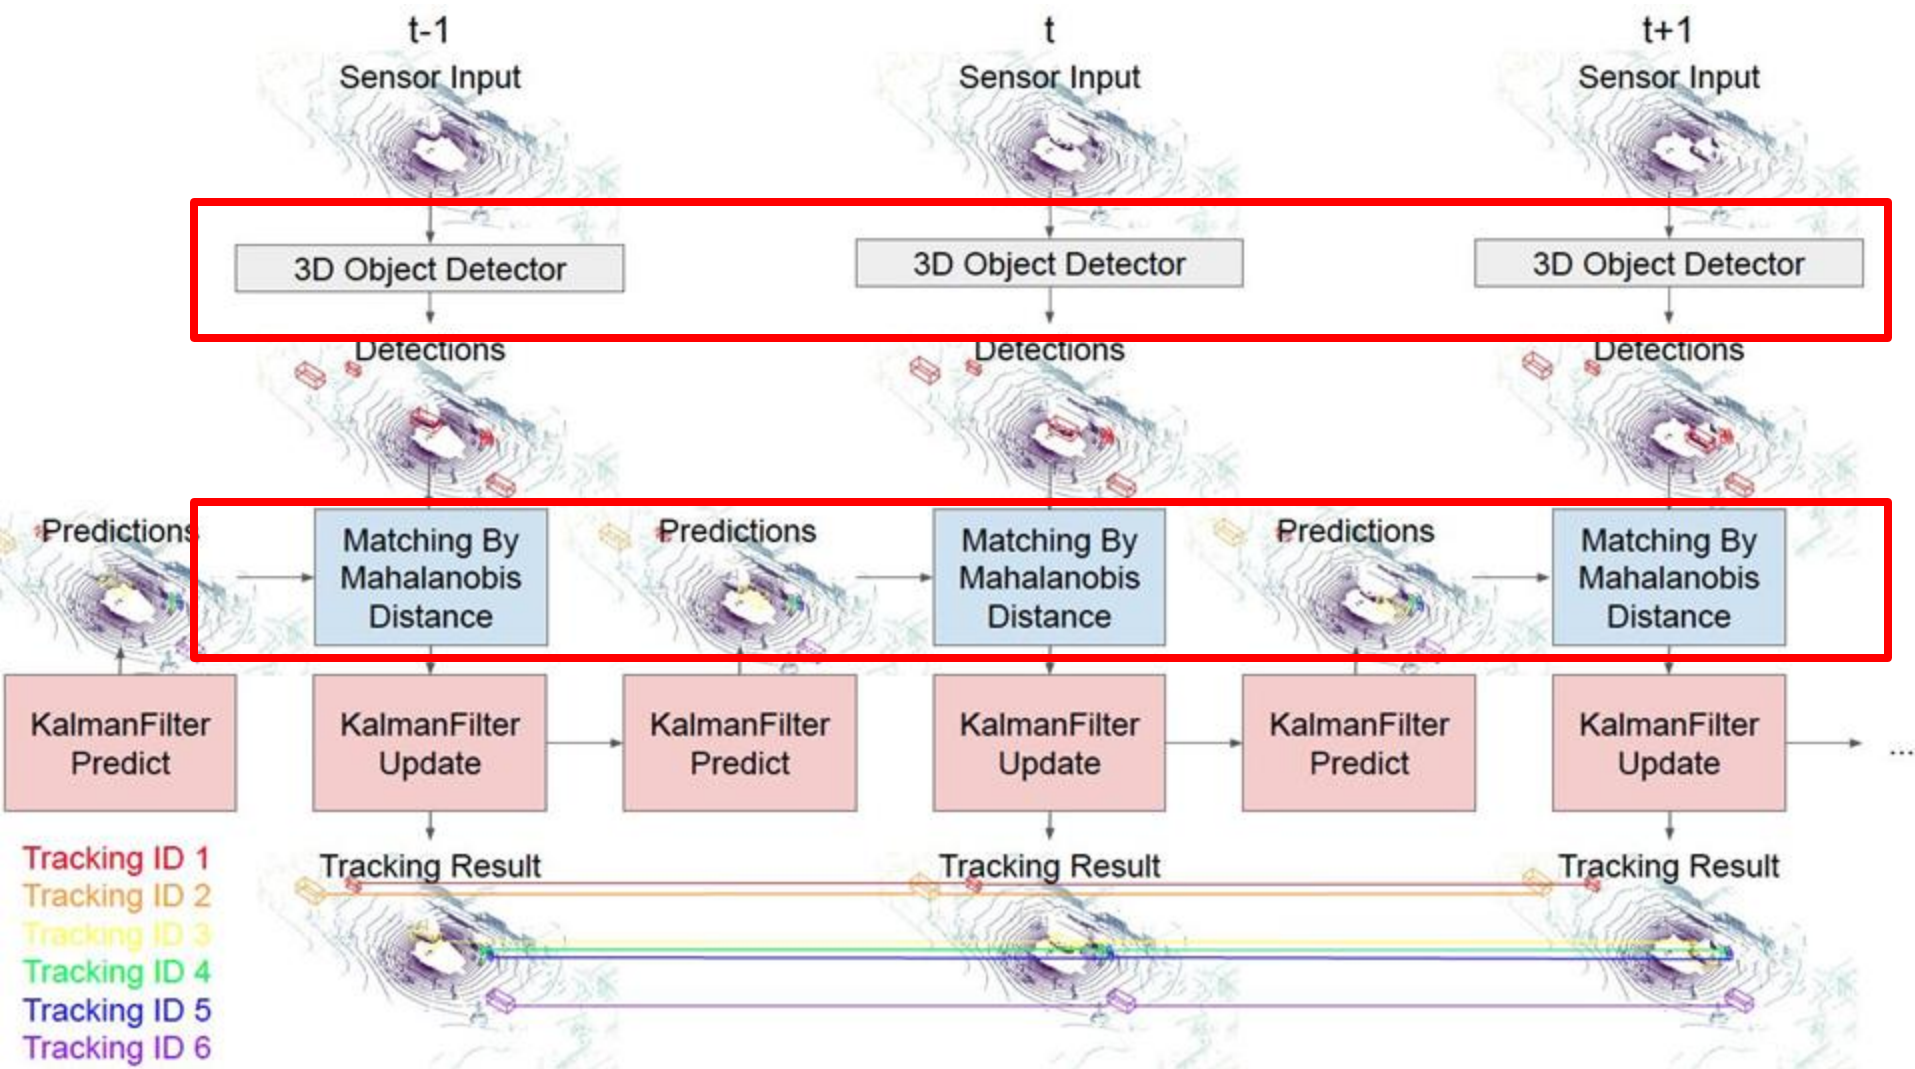 t-1
t
t+1
Sensor Input
Sensor Input
Sensor Input
3D Object Detector
3D Object Detector
3D Object Detector
Detections
Detections
Detections
Predictions
Matching By
Mahalanobis
Distance
Predictions
Matching By
Mahalanobis
Distance
Predictions
Matching By
Mahalanobis
Distance
KalmanFilter
Predict
KalmanFilter
Update
KalmanFilter
Predict
KalmanFilter
Update
KalmanFilter
Predict
KalmanFilter
Update
...
Tracking ID 1
Tracking ID 2
Tracking ID 3
Tracking ID 4
Tracking ID 5
Tracking ID 6
Tracking Result
Tracking Result
Tracking Result